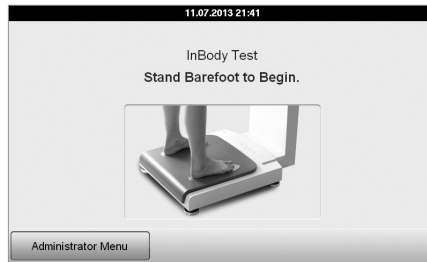 11.07.2013 21:41
InBody Test
Stand Barefoot to Begin.
Administrator Menu